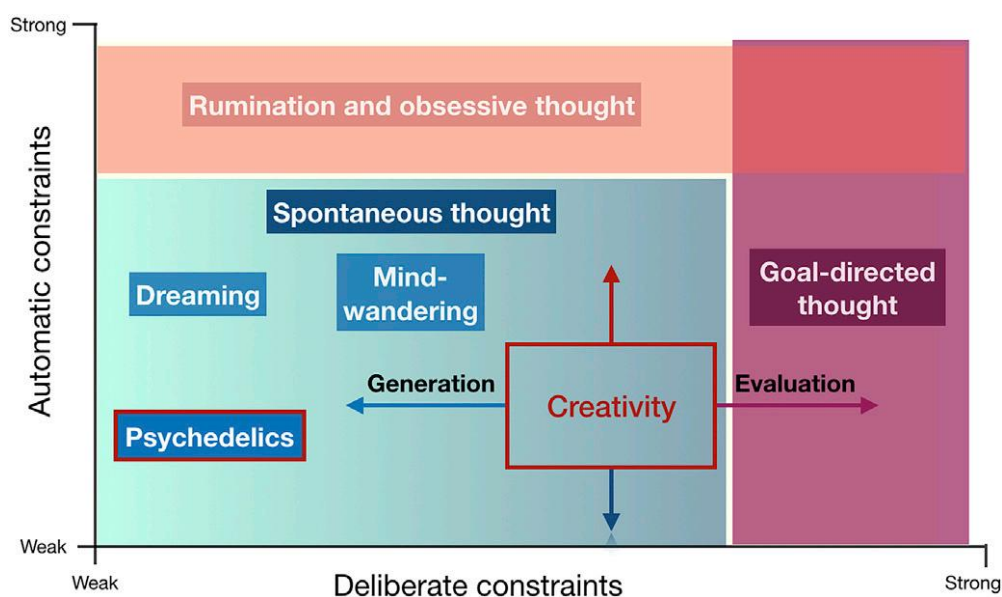 Strong
Rumination and obsessive thought
Spontaneous thought
Dreaming
Mind-
wandering
Goal-directed
thought
Generation
Evaluation
Creativity
Psychedelics
Automatic constraints
Weak
Weak
Deliberate constraints
Strong